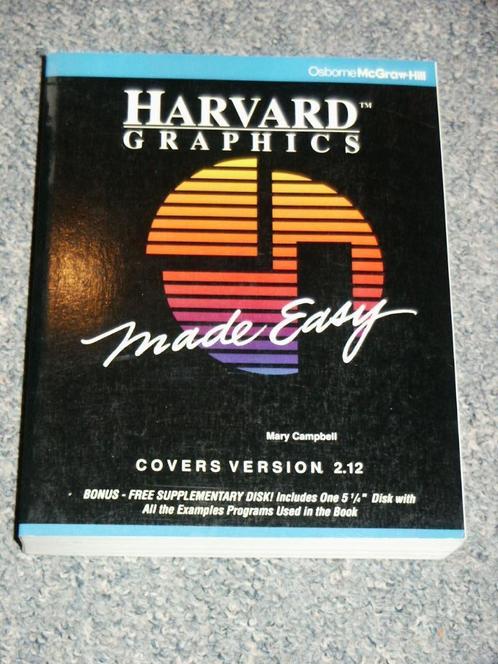 Osborne McGraw-Hill
HARVARD™
GRAPHICS
Made Easy
Mary Campbell
COVERS VERSION 2.12
BONUS - FREE SUPPLEMENTARY DISK! Includes One 5 ¼" Disk with
All the Examples Programs Used in the Book